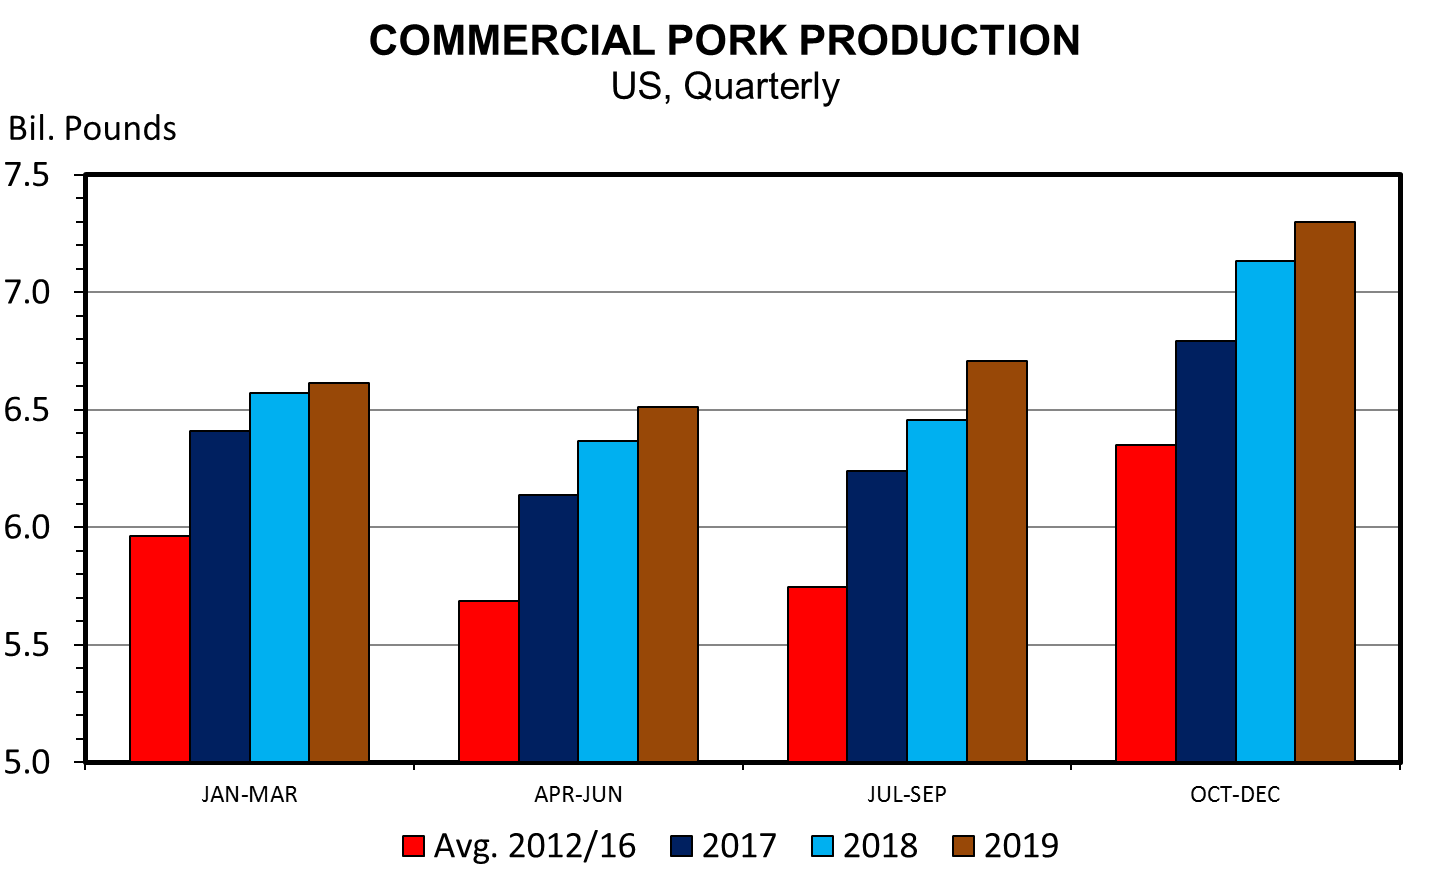 COMMERCIAL PORK PRODUCTION
US, Quarterly
Bil. Pounds
7.5
7.0
6.5
6.0
5.5
5.0
JAN-MAR APR-JUN JUL-SEP OCT-DEC
Avg. 2012/16 2017 2018 2019